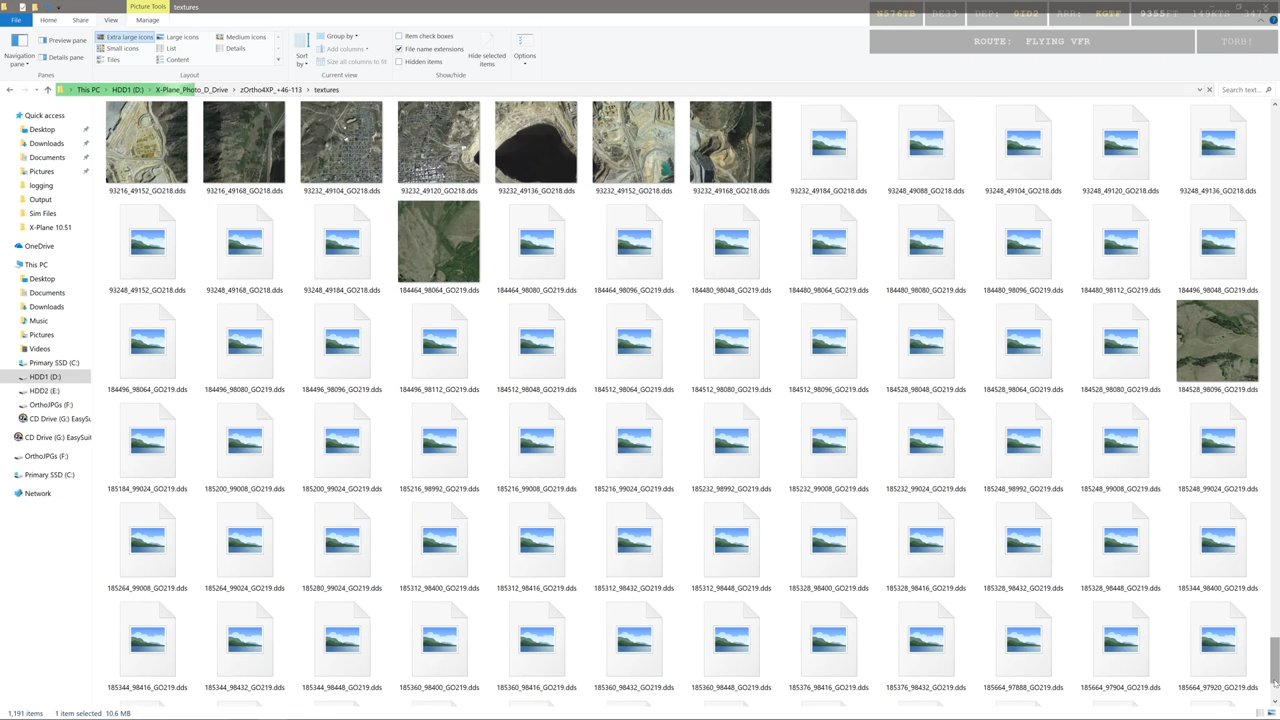 Picture Tools
textures
File
Home
Share
View
Manage
N576TB
BE33
DEP: OID2
ARR: KGTF
9355FT
149KTS
ROUTE: FLYING VFR
TORB!
Navigation pane
Preview pane
Details pane
Panes
Extra large icons
Large icons
Medium icons
Small icons
List
Details
Tiles
Content
Layout
Sort by
Group by
Add columns
Size all columns to fit
Current view
Item check boxes
File name extensions
Hidden items
Hide selected items
Show/hide
Options
This PC > HDD1 (D:) > X-Plane_Photo_D_Drive > zOrtho4XP_+46-113 > textures
Search text...
Quick access
Desktop
Downloads
Documents
Pictures
logging
Output
Sim Files
X-Plane 10.51
OneDrive
This PC
Desktop
Documents
Downloads
Music
Pictures
Videos
Primary SSD (C:)
HDD1 (D:)
HDD2 (E:)
OrthoJPGs (F:)
CD Drive (G:) EasySu
CD Drive (G:) EasySuit
OrthoJPGs (F:)
Primary SSD (C:)
Network
93216_49152_GO218.dds 93216_49168_GO218.dds 93232_49104_GO218.dds 93232_49120_GO218.dds 93232_49136_GO218.dds 93232_49152_GO218.dds 93232_49168_GO218.dds 93232_49184_GO218.dds 93248_49088_GO218.dds 93248_49104_GO218.dds 93248_49120_GO218.dds 93248_49136_GO218.dds
93248_49152_GO218.dds 93248_49168_GO218.dds 93248_49184_GO218.dds 184464_98064_GO219.dds 184464_98080_GO219.dds 184464_98096_GO219.dds 184480_98048_GO219.dds 184480_98064_GO219.dds 184480_98080_GO219.dds 184480_98096_GO219.dds 184480_98112_GO219.dds 184496_98048_GO219.dds
184496_98064_GO219.dds 184496_98080_GO219.dds 184496_98096_GO219.dds 184496_98112_GO219.dds 184512_98048_GO219.dds 184512_98064_GO219.dds 184512_98080_GO219.dds 184512_98096_GO219.dds 184528_98048_GO219.dds 184528_98064_GO219.dds 184528_98080_GO219.dds 184528_98096_GO219.dds
185184_99024_GO219.dds 185200_99008_GO219.dds 185200_99024_GO219.dds 185216_98992_GO219.dds 185216_99008_GO219.dds 185216_99024_GO219.dds 185232_98992_GO219.dds 185232_99008_GO219.dds 185232_99024_GO219.dds 185248_98992_GO219.dds 185248_99008_GO219.dds 185248_99024_GO219.dds
185264_99008_GO219.dds 185264_99024_GO219.dds 185280_99024_GO219.dds 185312_98400_GO219.dds 185312_98416_GO219.dds 185312_98432_GO219.dds 185312_98448_GO219.dds 185328_98400_GO219.dds 185328_98416_GO219.dds 185328_98432_GO219.dds 185328_98448_GO219.dds 185344_98400_GO219.dds
185344_98416_GO219.dds 185344_98432_GO219.dds 185344_98448_GO219.dds 185360_98400_GO219.dds 185360_98416_GO219.dds 185360_98432_GO219.dds 185360_98448_GO219.dds 185376_98416_GO219.dds 185376_98432_GO219.dds 185664_97888_GO219.dds 185664_97904_GO219.dds 185664_97920_GO219.dds
1,191 items 1 item selected 10.6 MB